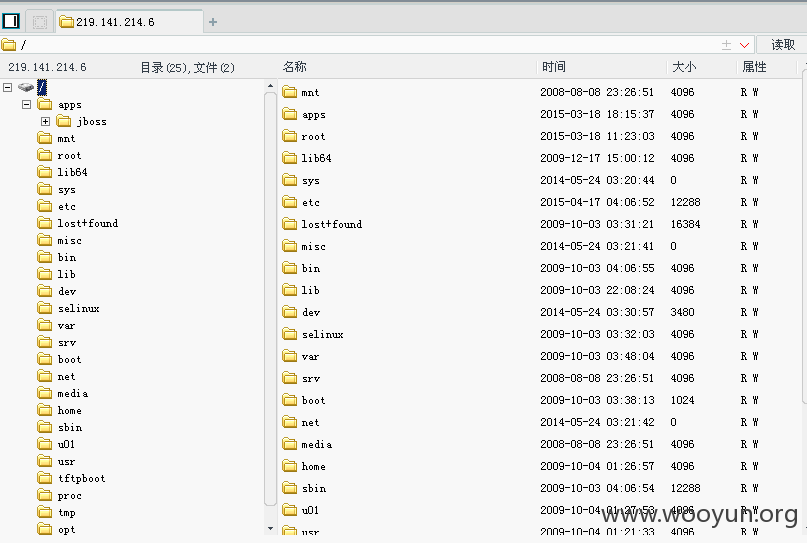 219.141.214.6 +
/ 读取
219.141.214.6 目录(25),文件(2) 名称 时间 大小 属性
/
apps
jboss
mnt
root
lib64
sys
etc
lost+found
misc
bin
lib
dev
selinux
var
srv
boot
net
media
home
sbin
u01
usr
tftpboot
proc
tmp
opt
mnt 2008-08-08 23:26:51 4096 R W
apps 2015-03-18 18:15:37 4096 R W
root 2015-03-18 11:23:03 4096 R W
lib64 2009-12-17 15:00:12 4096 R W
sys 2014-05-24 03:20:44 0 R W
etc 2015-04-17 04:06:52 12288 R W
lost+found 2009-10-03 03:31:21 16384 R W
misc 2014-05-24 03:21:41 0 R W
bin 2009-10-03 04:06:55 4096 R W
lib 2009-10-03 22:08:24 4096 R W
dev 2014-05-24 03:30:57 3480 R W
selinux 2009-10-03 03:32:03 4096 R W
var 2009-10-03 03:48:04 4096 R W
srv 2008-08-08 23:26:51 4096 R W
boot 2009-10-03 03:38:13 1024 R W
net 2014-05-24 03:21:42 0 R W
media 2008-08-08 23:26:51 4096 R W
home 2009-10-04 01:26:57 4096 R W
sbin 2009-10-03 04:06:54 12288 R W
u01 2009-10-04 01:27:53 4096 R W
usr 2009-10-04 01:21:33 4096 R W
www.wooyun.org